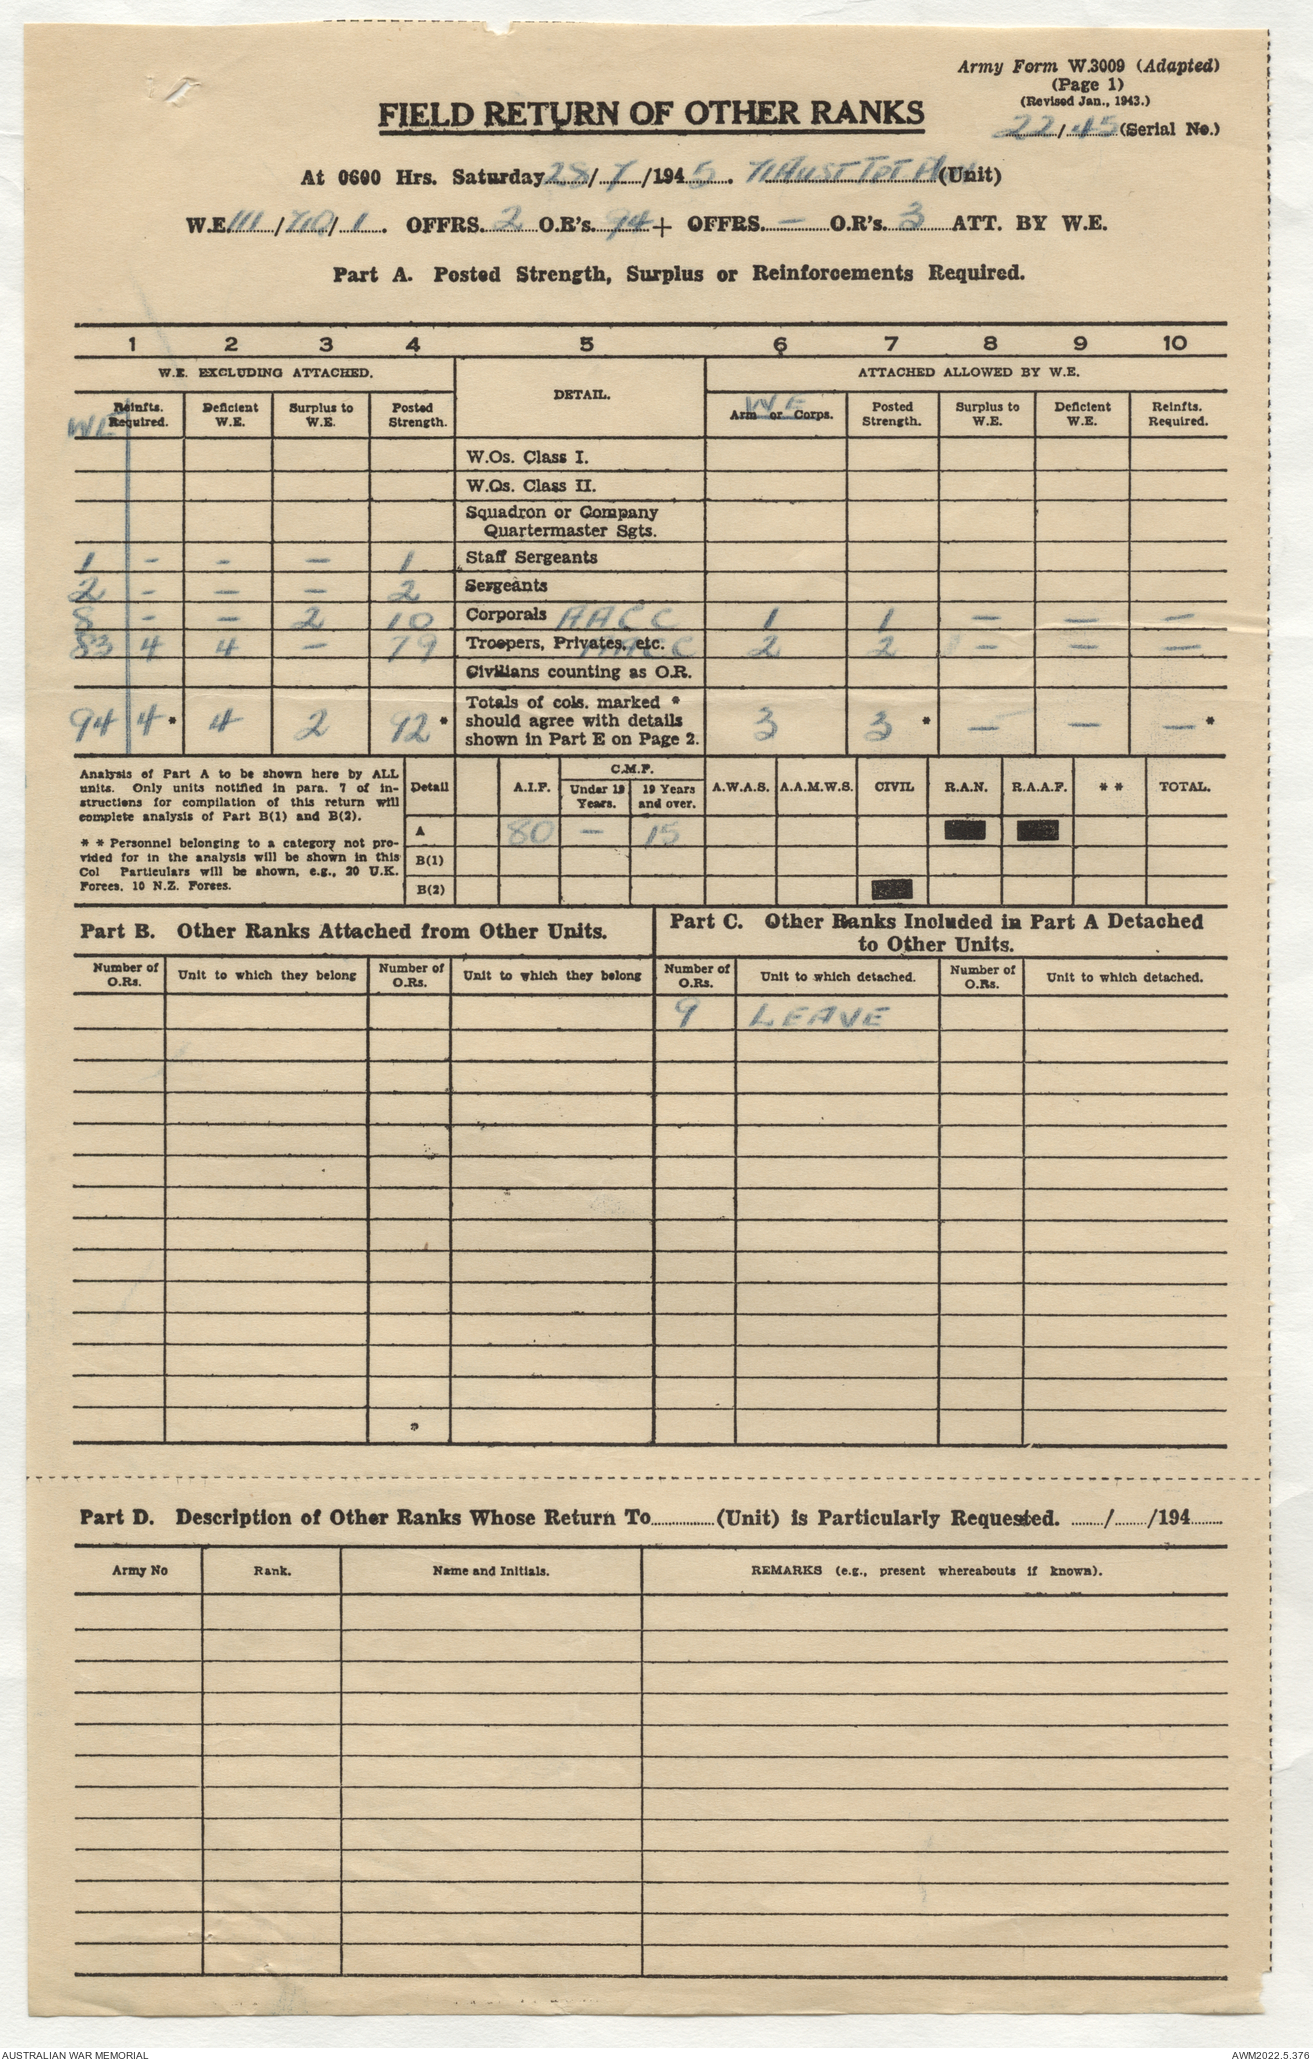 Army Form W.3009 (Adapted)
(Page 1)
(Revised Jan., 1943.)
22/45 (Serial No.)
FIELD RETURN OF OTHER RANKS
At 0600 Hrs. Saturday 28/7/1945. Aust Tpt Plat (Unit)
W.E. 111/ /1. OFFRS. 2 O.R's. 94 + OFFRS. — O.R's. 3 ATT. BY W.E.
Part A. Posted Strength, Surplus or Reinforcements Required.
1 2 3 4 5 6 7 8 9 10
W.E. EXCLUDING ATTACHED. DETAIL. ATTACHED ALLOWED BY W.E.
WE Reinfts. Required. Deficient W.E. Surplus to W.E. Posted Strength. WE Arm or Corps. Posted Strength. Surplus to W.E. Deficient W.E. Reinfts. Required.
W.Os. Class I.
W.Os. Class II.
Squadron or Company
Quartermaster Sgts.
1 – – – 1 Staff Sergeants
2 – – – 2 Sergeants
8 – – 2 10 Corporals AACC 1 1 – – –
83 4 4 – 79 Troopers, Privates, etc. AACC 2 2 – – –
Civilians counting as O.R.
94 4 * 4 2 92 * Totals of cols. marked * should agree with details shown in Part E on Page 2. 3 3 * – – – *
Analysis of Part A to be shown here by ALL
units. Only units notified in para. 7 of in-
structions for compilation of this return will
complete analysis of Part B(1) and B(2).
* * Personnel belonging to a category not pro-
vided for in the analysis will be shown in this
Col Particulars will be shown, e.g., 20 U.K.
Forces, 10 N.Z. Forces.
Detail A.I.F. C.M.F. Under 19 Years. 19 Years and over. A.W.A.S. A.A.M.W.S. CIVIL R.A.N. R.A.A.F. * * TOTAL.
A 80 – 15
B(1)
B(2)
Part B. Other Ranks Attached from Other Units.
Number of O.Rs. Unit to which they belong Number of O.Rs. Unit to which they belong
Part C. Other Ranks Included in Part A Detached
to Other Units.
Number of O.Rs. Unit to which detached. Number of O.Rs. Unit to which detached.
9 LEAVE
Part D. Description of Other Ranks Whose Return To............(Unit) is Particularly Requested. ....../....../194......
Army No Rank. Name and Initials. REMARKS (e.g., present whereabouts if known).
AUSTRALIAN WAR MEMORIAL AWM2022.5.376